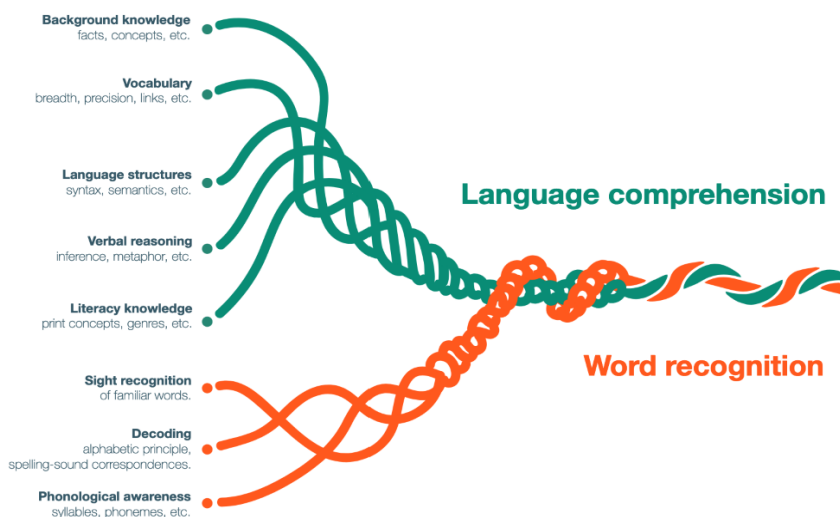 Background knowledge
facts, concepts, etc.
Vocabulary
breadth, precision, links, etc.
Language structures
syntax, semantics, etc.
Verbal reasoning
inference, metaphor, etc.
Literacy knowledge
print concepts, genres, etc.
Language comprehension
Sight recognition
of familiar words.
Decoding
alphabetic principle,
spelling-sound correspondences.
Phonological awareness
syllables, phonemes, etc.
Word recognition